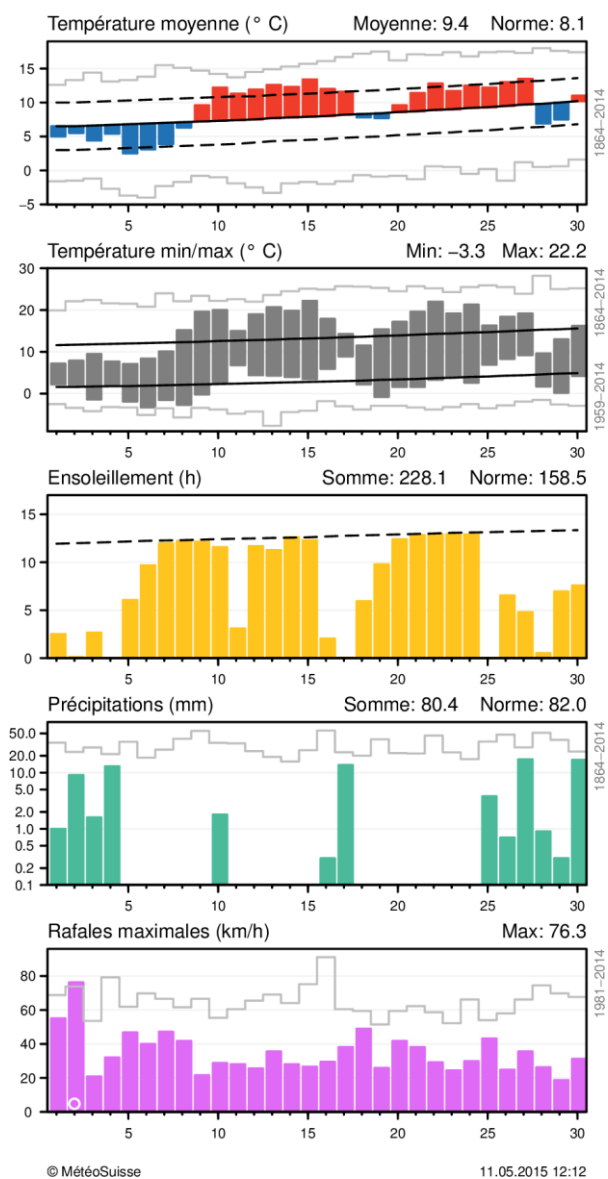 Température moyenne (° C) Moyenne: 9.4 Norme: 8.1
15
10
5
0
−5
5 10 15 20 25 30
1864−2014
Température min/max (° C) Min: −3.3 Max: 22.2
30
20
10
0
5 10 15 20 25 30
1864−2014
1959−2014
Ensoleillement (h) Somme: 228.1 Norme: 158.5
15
10
5
0
5 10 15 20 25 30
Précipitations (mm) Somme: 80.4 Norme: 82.0
50.0
20.0
10.0
5.0
2.0
1.0
0.5
0.2
0.1
5 10 15 20 25 30
1864−2014
Rafales maximales (km/h) Max: 76.3
80
60
40
20
0
5 10 15 20 25 30
1981−2014
© MétéoSuisse 11.05.2015 12:12